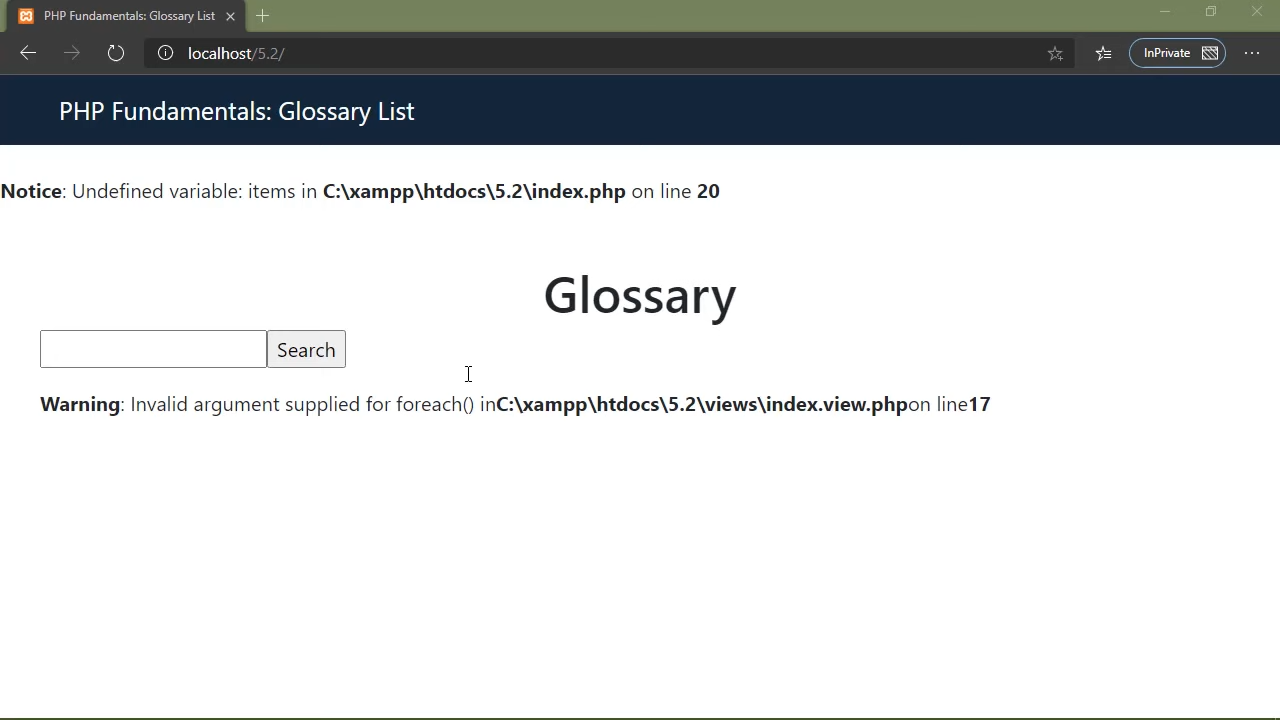 PHP Fundamentals: Glossary List
localhost/5.2/
InPrivate
PHP Fundamentals: Glossary List
Notice: Undefined variable: items in C:\xampp\htdocs\5.2\index.php on line 20
Glossary
Search
Warning: Invalid argument supplied for foreach() inC:\xampp\htdocs\5.2\views\index.view.phpon line17